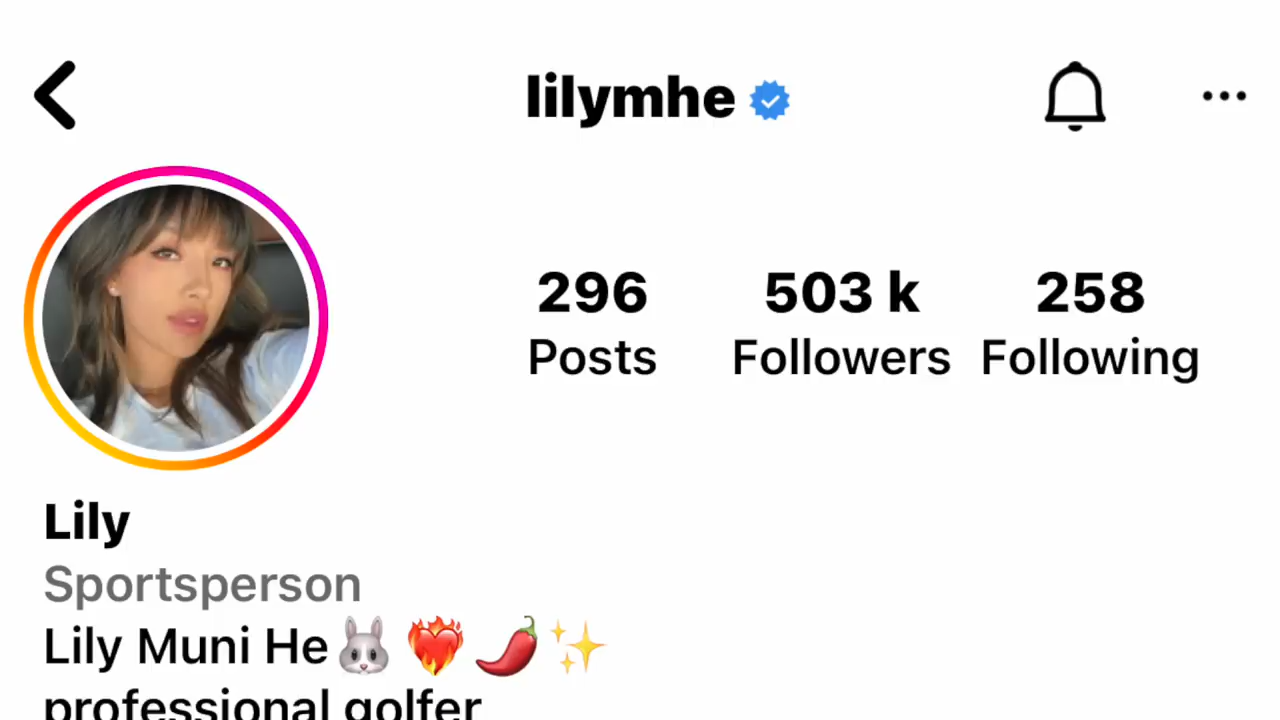 lilymhe
296 503 k 258
Posts Followers Following
Lily
Sportsperson
Lily Muni He🐰 ❤️‍🔥 🌶️ ✨
professional golfer